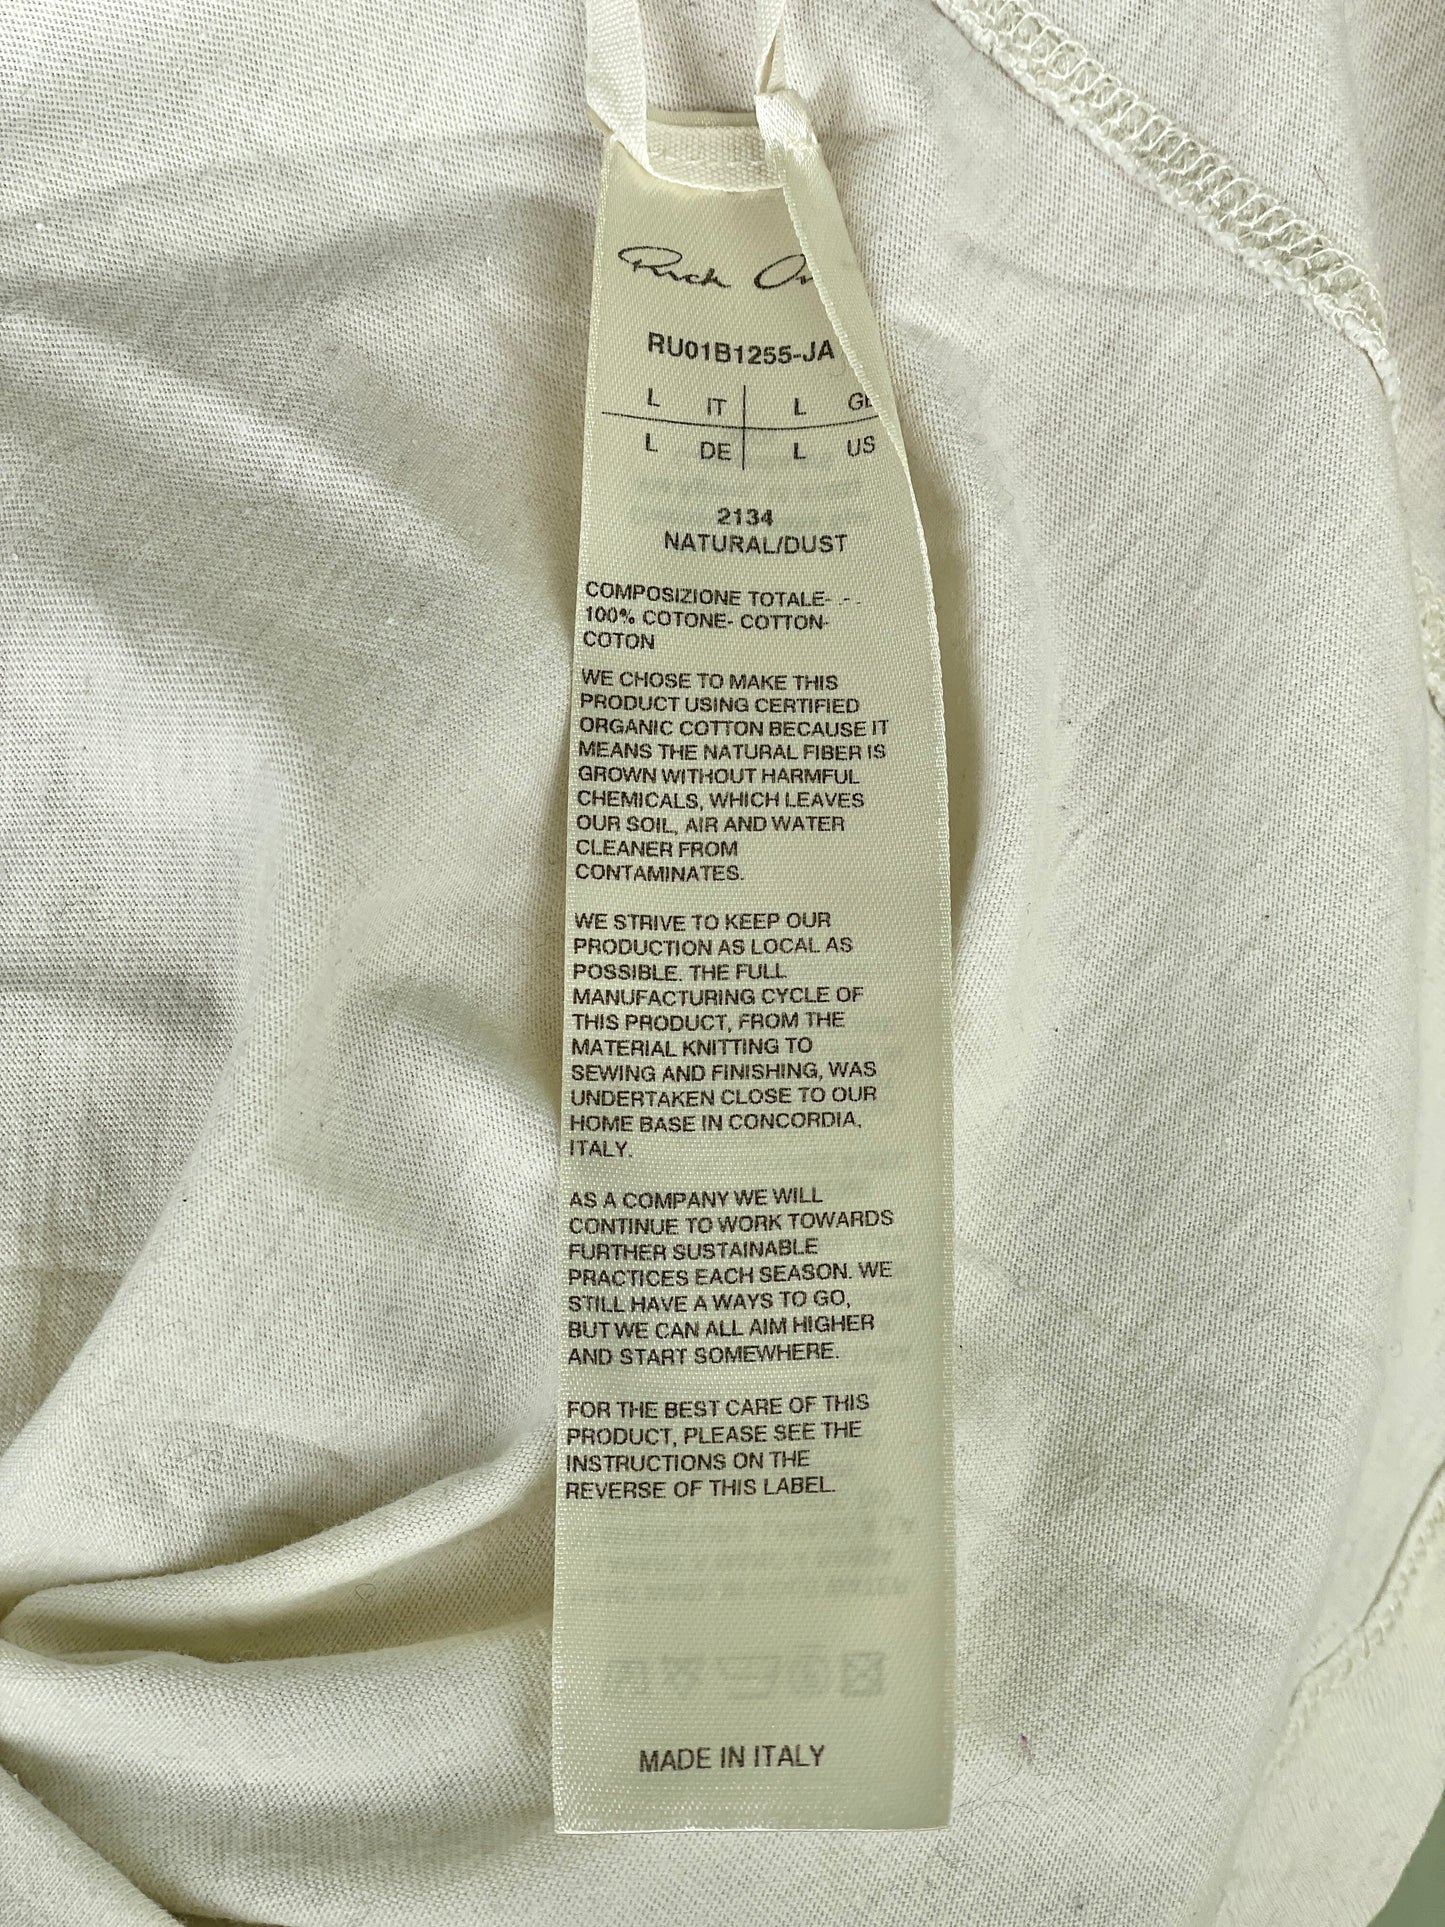 Rick
RU01B1255-JA
L IT L
L DE L US
2134
NATURAL/DUST
COMPOSIZIONE TOTALE- .- .
100% COTONE- COTTON-
COTON
WE CHOSE TO MAKE THIS
PRODUCT USING CERTIFIED
ORGANIC COTTON BECAUSE IT
MEANS THE NATURAL FIBER IS
GROWN WITHOUT HARMFUL
CHEMICALS, WHICH LEAVES
OUR SOIL, AIR AND WATER
CLEANER FROM
CONTAMINATES.
WE STRIVE TO KEEP OUR
PRODUCTION AS LOCAL AS
POSSIBLE. THE FULL
MANUFACTURING CYCLE OF
THIS PRODUCT, FROM THE
MATERIAL KNITTING TO
SEWING AND FINISHING, WAS
UNDERTAKEN CLOSE TO OUR
HOME BASE IN CONCORDIA,
ITALY.
AS A COMPANY WE WILL
CONTINUE TO WORK TOWARDS
FURTHER SUSTAINABLE
PRACTICES EACH SEASON. WE
STILL HAVE A WAYS TO GO,
BUT WE CAN ALL AIM HIGHER
AND START SOMEWHERE.
FOR THE BEST CARE OF THIS
PRODUCT, PLEASE SEE THE
INSTRUCTIONS ON THE
REVERSE OF THIS LABEL.
MADE IN ITALY